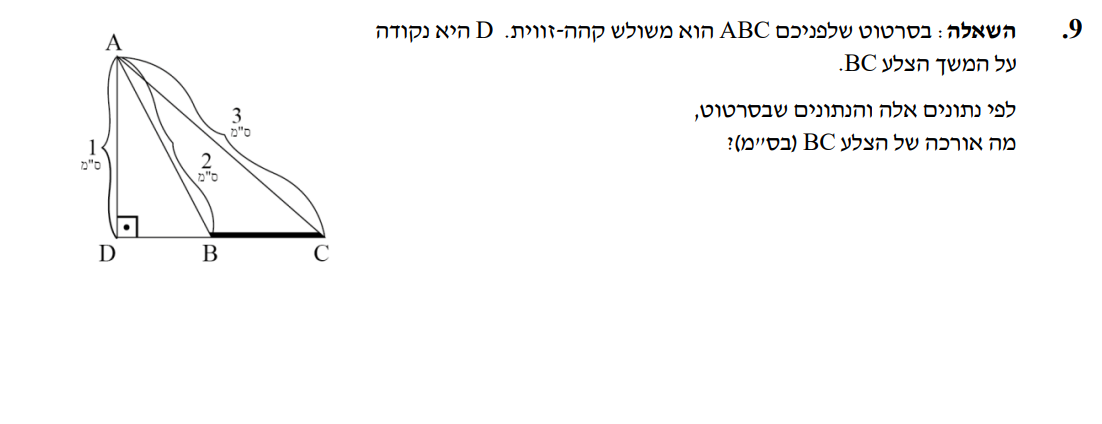 9. השאלה: בסרטוט שלפניכם ABC הוא משולש קהה-זווית. D היא נקודה
על המשך הצלע BC.
לפי נתונים אלה והנתונים שבסרטוט,
מה אורכה של הצלע BC (בס״מ)?
A
3
ס"מ
1
ס"מ
2
ס"מ
D B C